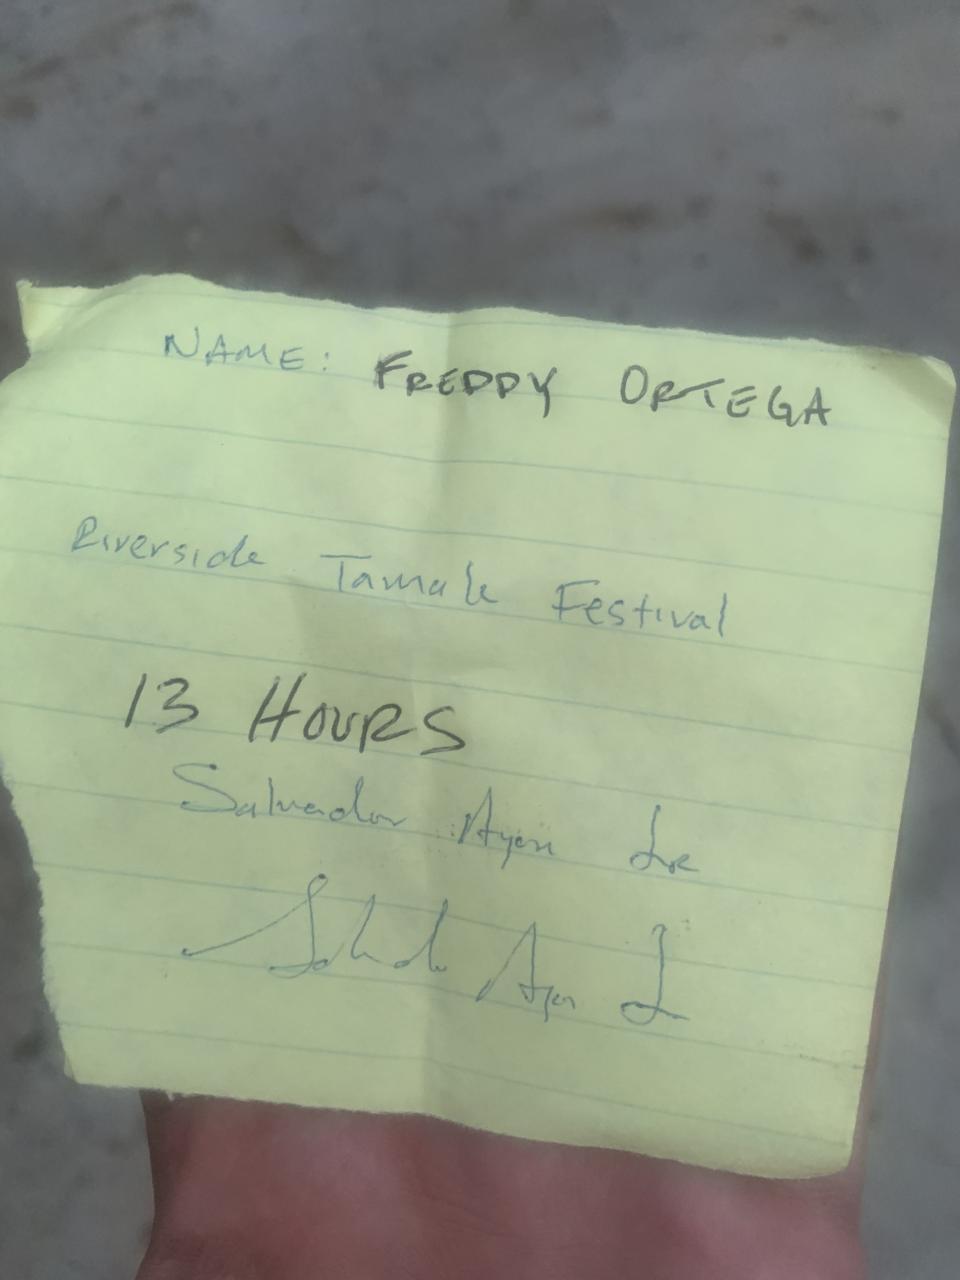 NAME: FREDDY ORTEGA
Riverside Tamale Festival
13 HOURS
Salvador Ayon Jr